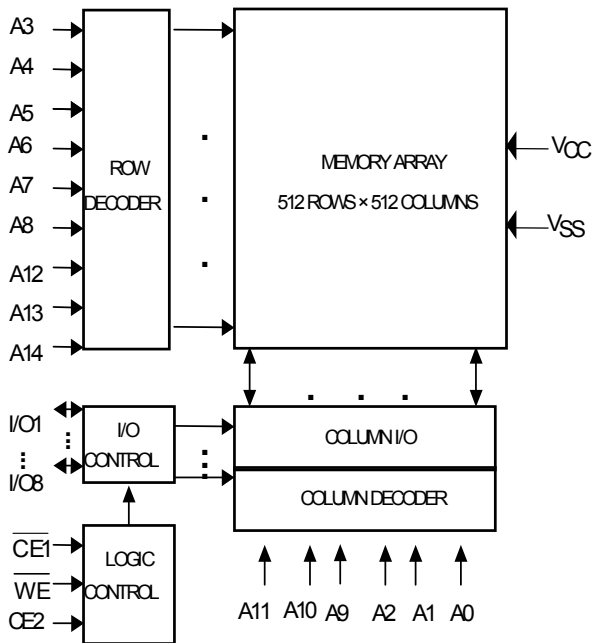 A3
A4
A5
A6
A7
A8
A12
A13
A14
ROW
DECODER
MEMORY ARRAY
512 ROWS × 512 COLUMNS
VCC
VSS
I/O1
I/O8
I/O
CONTROL
COLUMN I/O
COLUMN DECODER
CE1
WE
CE2
LOGIC
CONTROL
A11 A10 A9 A2 A1 A0